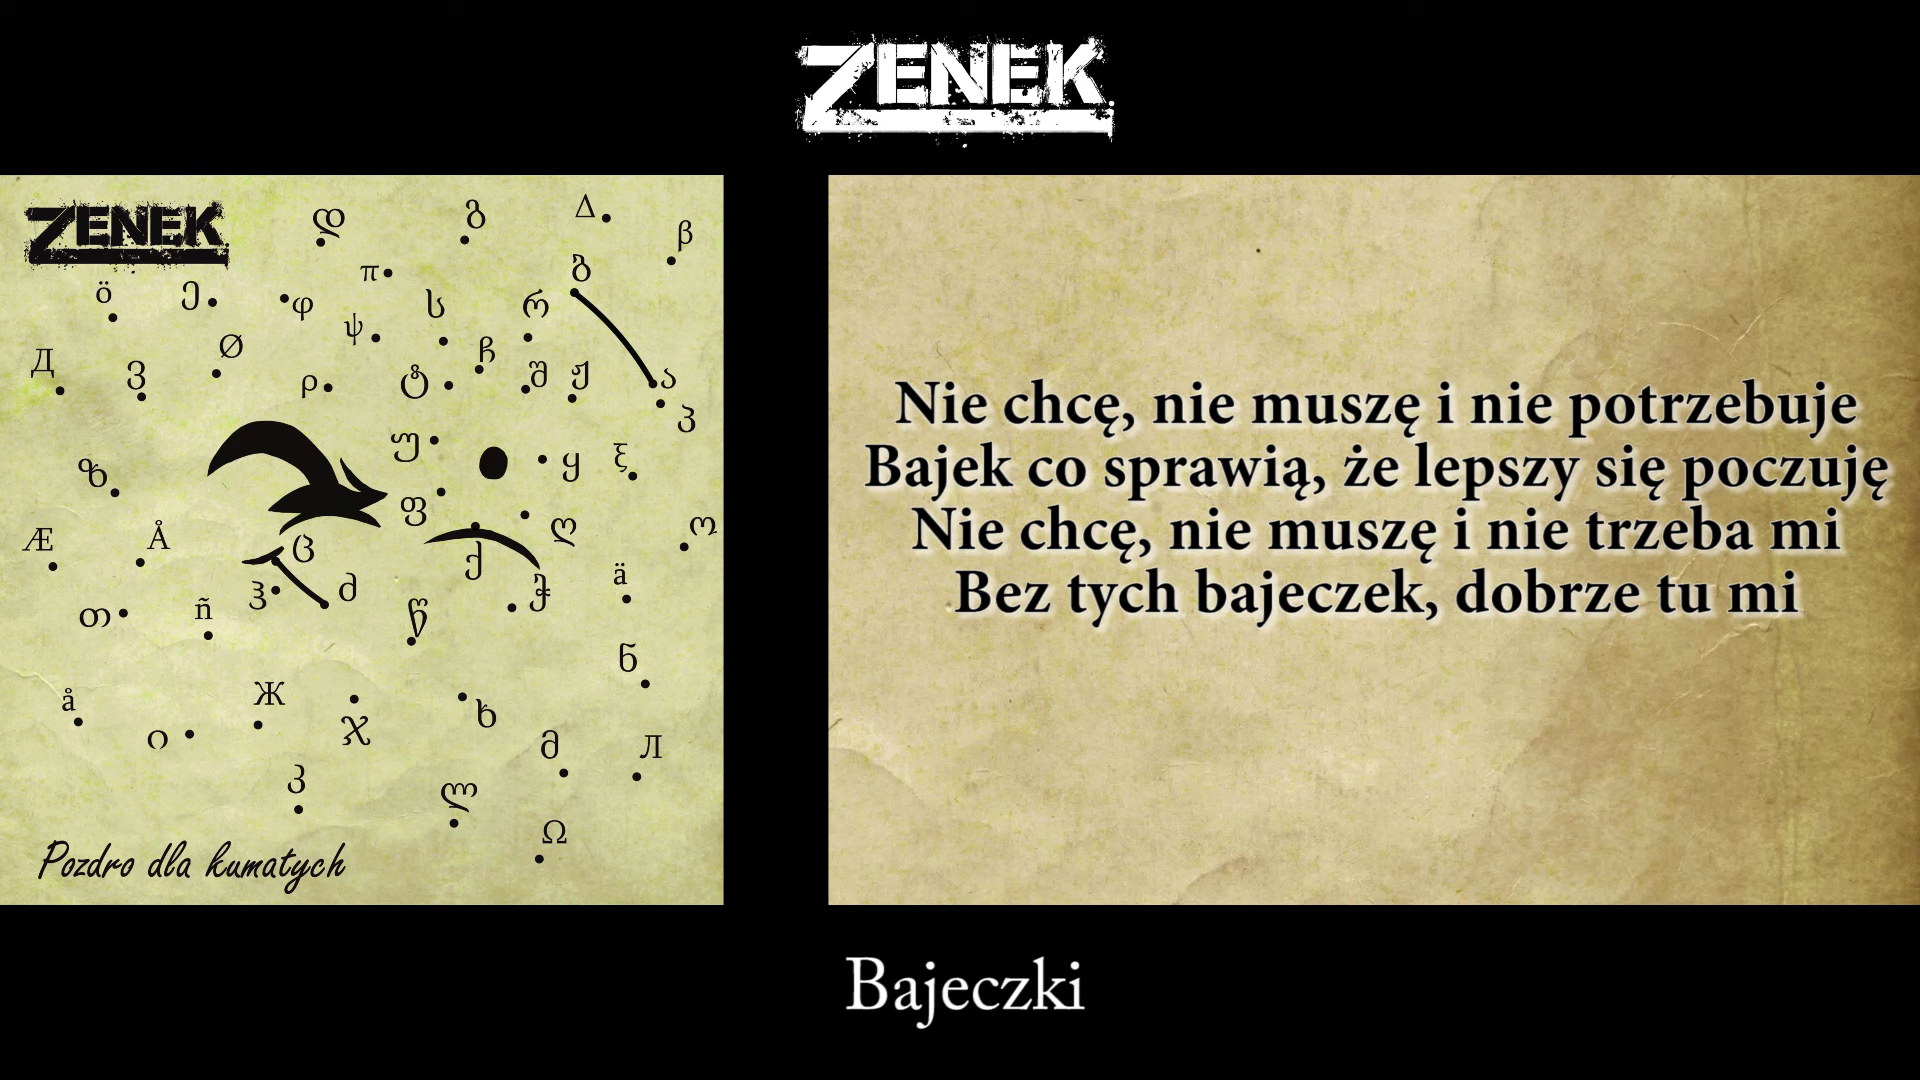 ZENEK
ZENEK
დ
გ
Δ
β
π
ბ
ö
ე
φ
ს
რ
ψ
ჩ
Ø
Д
ვ
ρ
ტ
შ
ჟ
ა
პ
უ
ყ
ξ
ზ
ფ
ღ
ო
Æ
Å
ც
ქ
ჰ
ძ
ä
ჭ
თ
ñ
წ
ნ
å
Ж
ი
ჯ
ხ
მ
Л
კ
ლ
Ω
Pozdro dla kumatych
Nie chcę, nie muszę i nie potrzebuje
Bajek co sprawią, że lepszy się poczuję
Nie chcę, nie muszę i nie trzeba mi
Bez tych bajeczek, dobrze tu mi
Bajeczki